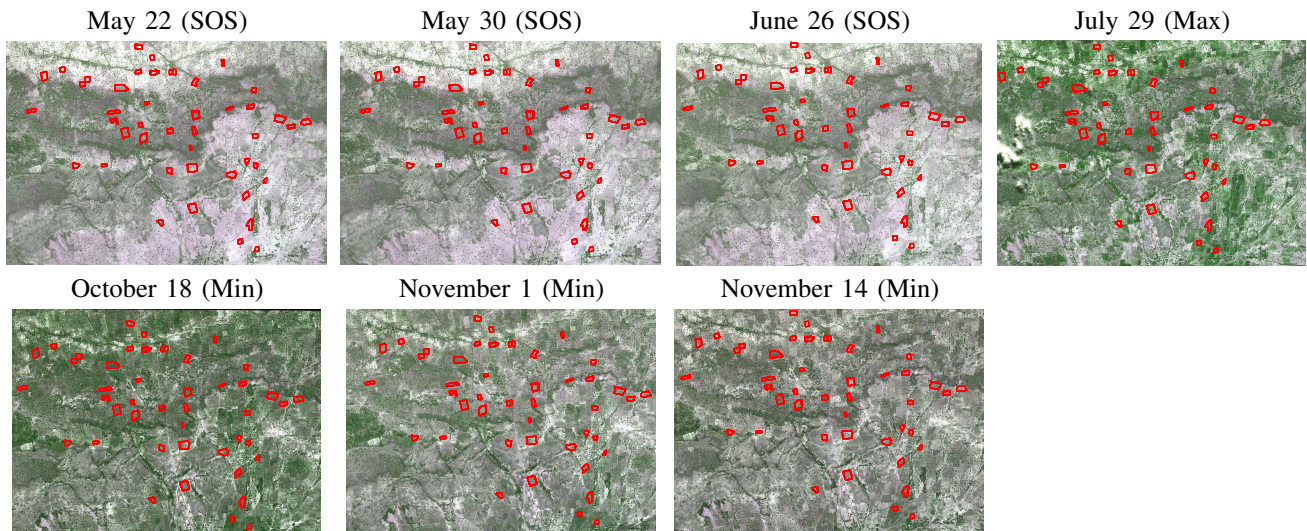 May 22 (SOS)
May 30 (SOS)
June 26 (SOS)
July 29 (Max)
October 18 (Min)
November 1 (Min)
November 14 (Min)